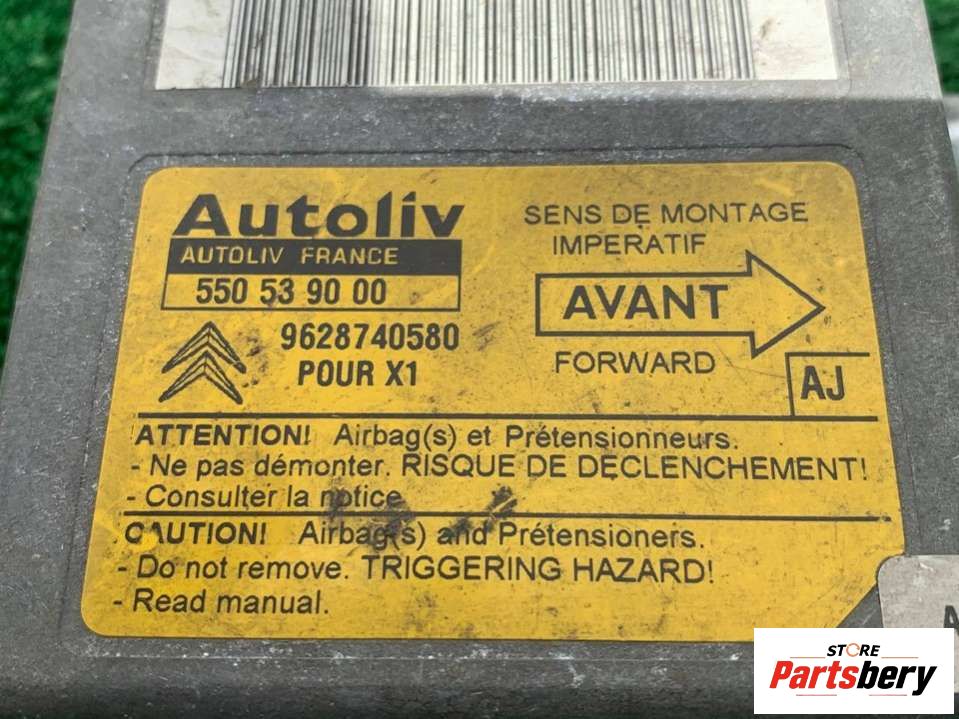 Autoliv
AUTOLIV FRANCE
550 53 90 00
9628740580
POUR X1
SENS DE MONTAGE
IMPERATIF
AVANT
FORWARD
AJ
ATTENTION! Airbag(s) et Prétensionneurs.
- Ne pas démonter. RISQUE DE DECLENCHEMENT!
- Consulter la notice
CAUTION! Airbag(s) and Prétensioners.
- Do not remove. TRIGGERING HAZARD!
- Read manual.
STORE
Partsbery